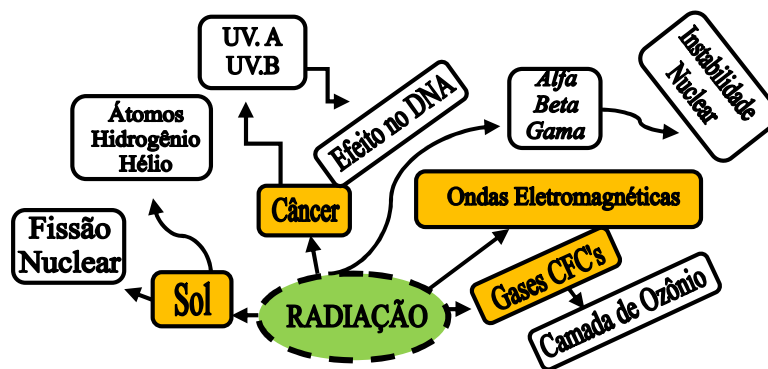 UV. A
UV.B
Efeito no DNA
Alfa
Beta
Gama
Instabilidade
Nuclear
Átomos
Hidrogênio
Hélio
Câncer
Ondas Eletromagnéticas
Fissão
Nuclear
Sol
RADIAÇÃO
Gases CFC's
Camada de Ozônio